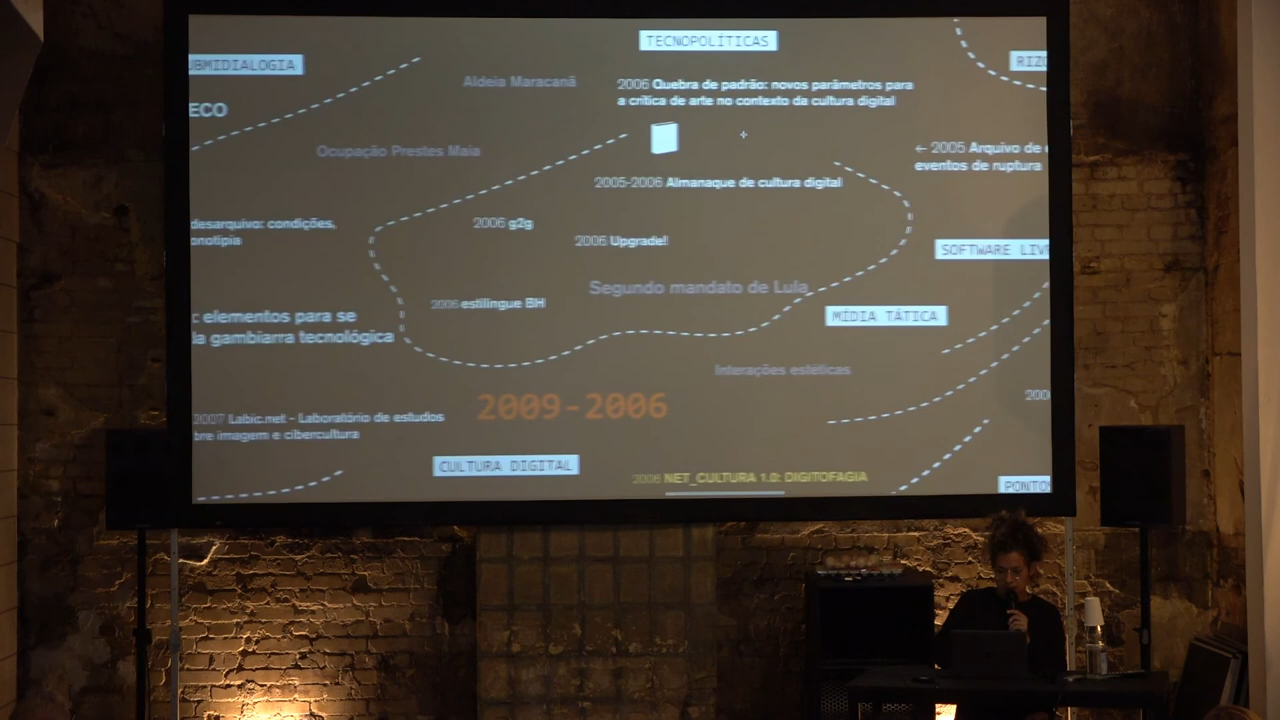 TECNOPOLÍTICAS
UBMIDIALOGIA
RIZO
Aldeia Maracanã
2006 Quebra de padrão: novos parâmetros para
a crítica de arte no contexto da cultura digital
ECO
Ocupação Prestes Maia
← 2005 Arquivo de
eventos de ruptura
2005-2006 Almanaque de cultura digital
desarquivo: condições,
onotipia
2006 g2g
2006 Upgrade!
SOFTWARE LIV
Segundo mandato de Lula
2006 estilingue BH
MÍDIA TÁTICA
elementos para se
la gambiarra tecnológica
Interações estéticas
2009-2006
200
2007 Labic.net - Laboratório de estudos
bre imagem e cibercultura
CULTURA DIGITAL
2006 NET_CULTURA 1.0: DIGITOFAGIA
PONTO